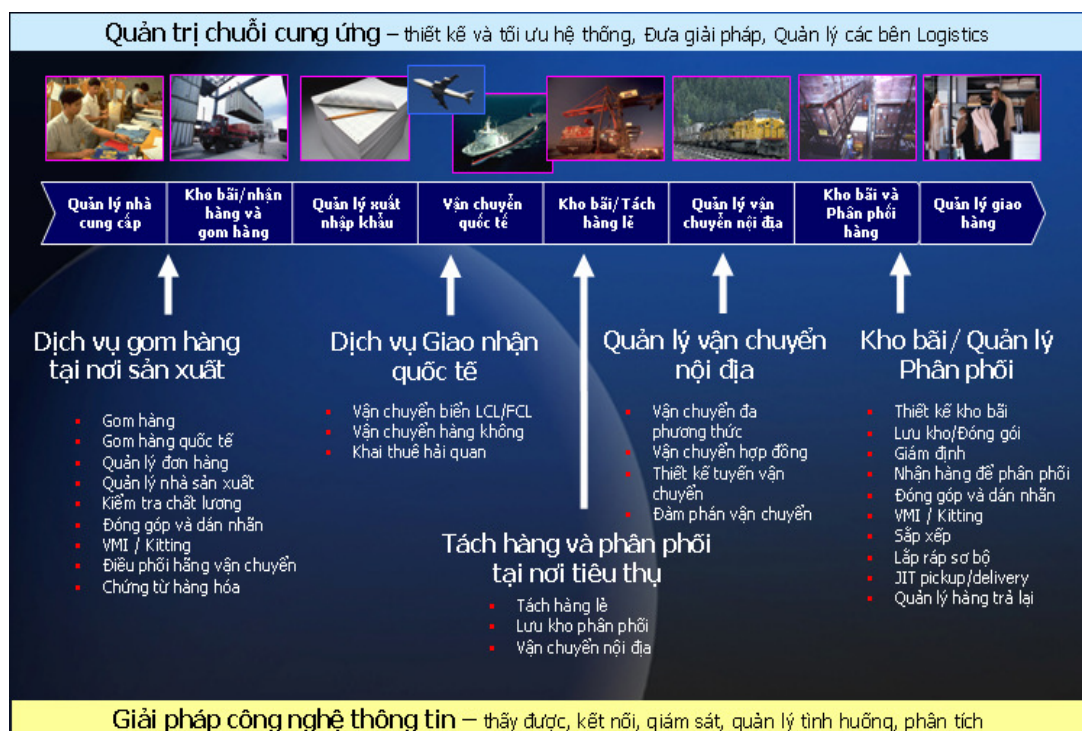 Quản trị chuỗi cung ứng – thiết kế và tối ưu hệ thống, Đưa giải pháp, Quản lý các bên Logistics
Quản lý nhà
cung cấp
Kho bãi/nhận
hàng và
gom hàng
Quản lý xuất
nhập khẩu
Vận chuyển
quốc tế
Kho bãi/Tách
hàng lẻ
Quản lý vận
chuyển nội địa
Kho bãi và
Phân phối
hàng
Quản lý giao
hàng
Dịch vụ gom hàng
tại nơi sản xuất
Gom hàng
Gom hàng quốc tế
Quản lý đơn hàng
Quản lý nhà sản xuất
Kiểm tra chất lương
Đóng góp và dán nhãn
VMI / Kitting
Điều phối hãng vận chuyển
Chứng từ hàng hóa
Dịch vụ Giao nhận
quốc tế
Vận chuyển biển LCL/FCL
Vận chuyển hàng không
Khai thuê hải quan
Tách hàng và phân phối
tại nơi tiêu thụ
Tách hàng lẻ
Lưu kho phân phối
Vận chuyển nội địa
Quản lý vận chuyển
nội địa
Vận chuyển đa
phương thức
Vận chuyển hợp đồng
Thiết kế tuyến vận
chuyển
Đàm phán vận chuyển
Kho bãi/ Quản lý
Phân phối
Thiết kế kho bãi
Lưu kho/Đóng gói
Giám định
Nhận hàng để phân phối
Đóng góp và dán nhãn
VMI / Kitting
Sắp xếp
Lắp ráp sơ bộ
JIT pickup/delivery
Quản lý hàng trả lại
Giải pháp công nghệ thông tin – thấy được, kết nối, giám sát, quản lý tình huống, phân tích